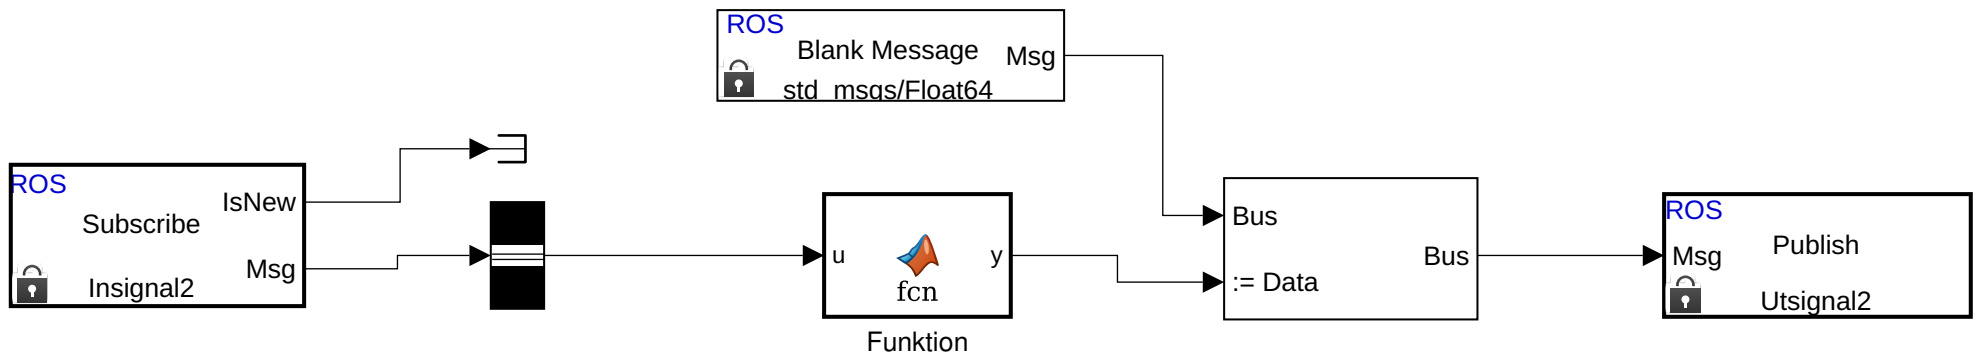 ROS
Blank Message
Msg
std_msgs/Float64
ROS
IsNew
Subscribe
Msg
Insignal2
u
y
fcn
Funktion
Bus
:= Data
Bus
ROS
Msg
Publish
Utsignal2